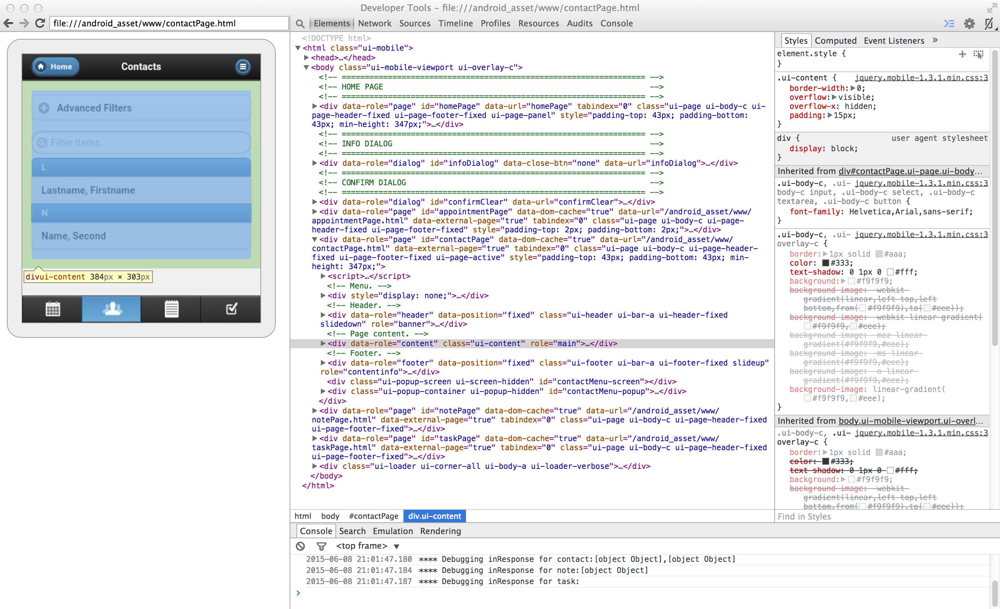 Developer Tools - file:///android_asset/www/contactPage.html
file:///android_asset/www/contactPage.html
Elements Network Sources Timeline Profiles Resources Audits Console
Home
Contacts
Advanced Filters
Filter items...
L
Lastname, Firstname
N
Name, Second
divui-content 384px × 303px
<!DOCTYPE html>
<html class="ui-mobile">
<head>…</head>
<body class="ui-mobile-viewport ui-overlay-c">
<!-- ================================================================== -->
<!-- HOME PAGE -->
<!-- ================================================================== -->
<div data-role="page" id="homePage" data-url="homePage" tabindex="0" class="ui-page ui-body-c ui-
page-header-fixed ui-page-footer-fixed ui-page-panel" style="padding-top: 43px; padding-bottom:
43px; min-height: 347px;">…</div>
<!-- ================================================================== -->
<!-- INFO DIALOG -->
<!-- ================================================================== -->
<div data-role="dialog" id="infoDialog" data-close-btn="none" data-url="infoDialog">…</div>
<!-- ================================================================== -->
<!-- CONFIRM DIALOG -->
<!-- ================================================================== -->
<div data-role="dialog" id="confirmClear" data-url="confirmClear">…</div>
<div data-role="page" id="appointmentPage" data-dom-cache="true" data-url="/android_asset/www/
appointmentPage.html" data-external-page="true" tabindex="0" class="ui-page ui-body-c ui-page-
header-fixed ui-page-footer-fixed" style="padding-top: 2px; padding-bottom: 2px;">…</div>
<div data-role="page" id="contactPage" data-dom-cache="true" data-url="/android_asset/www/
contactPage.html" data-external-page="true" tabindex="0" class="ui-page ui-body-c ui-page-header-
fixed ui-page-footer-fixed ui-page-active" style="padding-top: 43px; padding-bottom: 43px; min-
height: 347px;">
<script>…</script>
<!-- Menu. -->
<div style="display: none;">…</div>
<!-- Header. -->
<div data-role="header" data-position="fixed" class="ui-header ui-bar-a ui-header-fixed
slidedown" role="banner">…</div>
<!-- Page content. -->
<div data-role="content" class="ui-content" role="main">…</div>
<!-- Footer. -->
<div data-role="footer" data-position="fixed" class="ui-footer ui-bar-a ui-footer-fixed slideup"
role="contentinfo">…</div>
<div class="ui-popup-screen ui-screen-hidden" id="contactMenu-screen"></div>
<div class="ui-popup-container ui-popup-hidden" id="contactMenu-popup">…</div>
</div>
<div data-role="page" id="notePage" data-dom-cache="true" data-url="/android_asset/www/
notePage.html" data-external-page="true" tabindex="0" class="ui-page ui-body-c ui-page-header-fixed
ui-page-footer-fixed">…</div>
<div data-role="page" id="taskPage" data-dom-cache="true" data-url="/android_asset/www/
taskPage.html" data-external-page="true" tabindex="0" class="ui-page ui-body-c ui-page-header-fixed
ui-page-footer-fixed">…</div>
<div class="ui-loader ui-corner-all ui-body-a ui-loader-verbose">…</div>
</body>
</html>
html body #contactPage div.ui-content
Styles Computed Event Listeners »
element.style {
}
.ui-content { jquery.mobile-1.3.1.min.css:3
border-width: 0;
overflow: visible;
overflow-x: hidden;
padding: 15px;
}
div { user agent stylesheet
display: block;
}
Inherited from div#contactPage.ui-page.ui-body…
.ui-body-c, .ui- jquery.mobile-1.3.1.min.css:3
body-c input, .ui-body-c select, .ui-body-c
textarea, .ui-body-c button {
font-family: Helvetica,Arial,sans-serif;
}
.ui-body-c, .ui- jquery.mobile-1.3.1.min.css:3
overlay-c {
border: 1px solid #aaa;
color: #333;
text-shadow: 0 1px 0 #fff;
background: #f9f9f9;
background-image: -webkit-
gradient(linear,left top,left
bottom,from( #f9f9f9),to( #eee));
background-image: -webkit-linear-gradient(
#f9f9f9, #eee);
background-image: -moz-linear-
gradient(#f9f9f9,#eee);
background-image: -ms-linear-
gradient(#f9f9f9,#eee);
background-image: -o-linear-
gradient(#f9f9f9,#eee);
background-image: linear-gradient(
#f9f9f9, #eee);
}
Inherited from body.ui-mobile-viewport.ui-overl…
.ui-body-c, .ui- jquery.mobile-1.3.1.min.css:3
overlay-c {
border: 1px solid #aaa;
color: #333;
text-shadow: 0 1px 0 #fff;
background: #f9f9f9;
background-image: -webkit-
gradient(linear,left top,left
bottom,from( #f9f9f9),to( #eee));
Find in Styles
Console Search Emulation Rendering
<top frame> ▼
2015-06-08 21:01:47.180 **** Debugging inResponse for contact:[object Object],[object Object]
2015-06-08 21:01:47.184 **** Debugging inResponse for note:[object Object]
2015-06-08 21:01:47.187 **** Debugging inResponse for task:
>